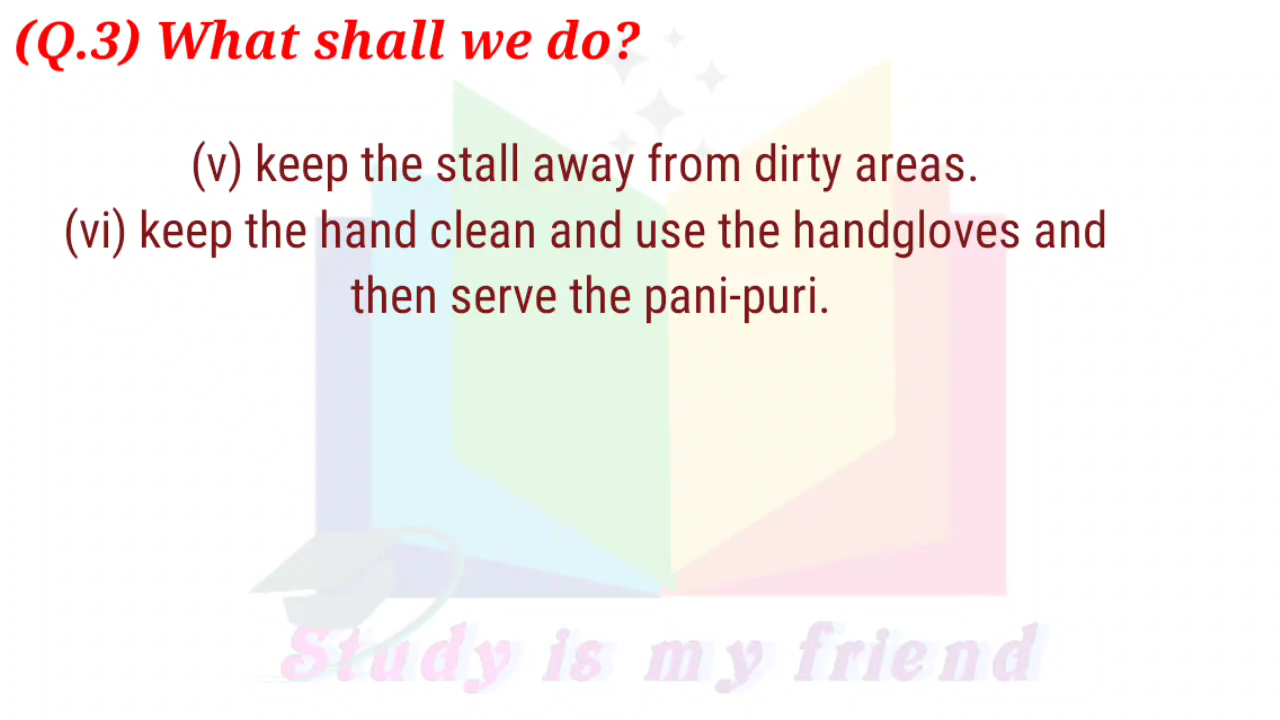 (Q.3) What shall we do?
(v) keep the stall away from dirty areas.
(vi) keep the hand clean and use the handgloves and
then serve the pani-puri.
Study is my friend